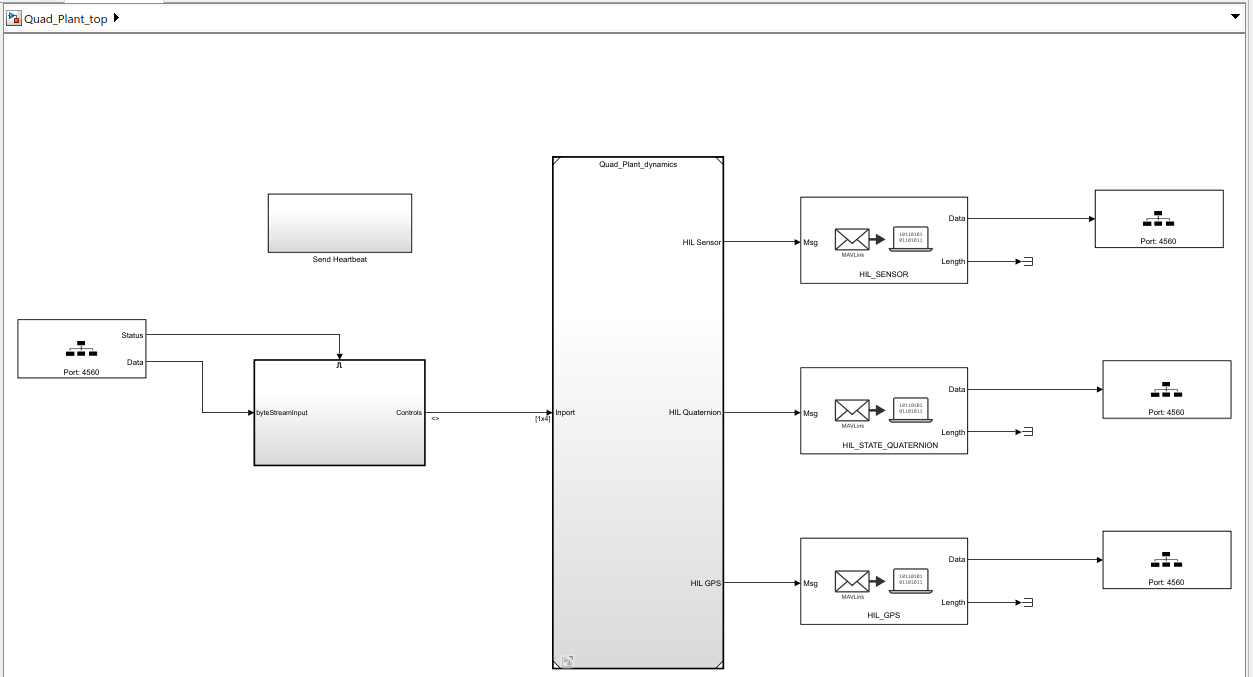 Quad_Plant_top
Quad_Plant_dynamics
Send Heartbeat
Status
Data
Port: 4560
byteStreamInput
Controls
<>
[1x4]
Inport
HIL Sensor
HIL Quaternion
HIL GPS
Msg
MAVLink
10110101
01101011
Data
Length
HIL_SENSOR
Port: 4560
Msg
MAVLink
10110101
01101011
Data
Length
HIL_STATE_QUATERNION
Port: 4560
Msg
MAVLink
10110101
01101011
Data
Length
HIL_GPS
Port: 4560